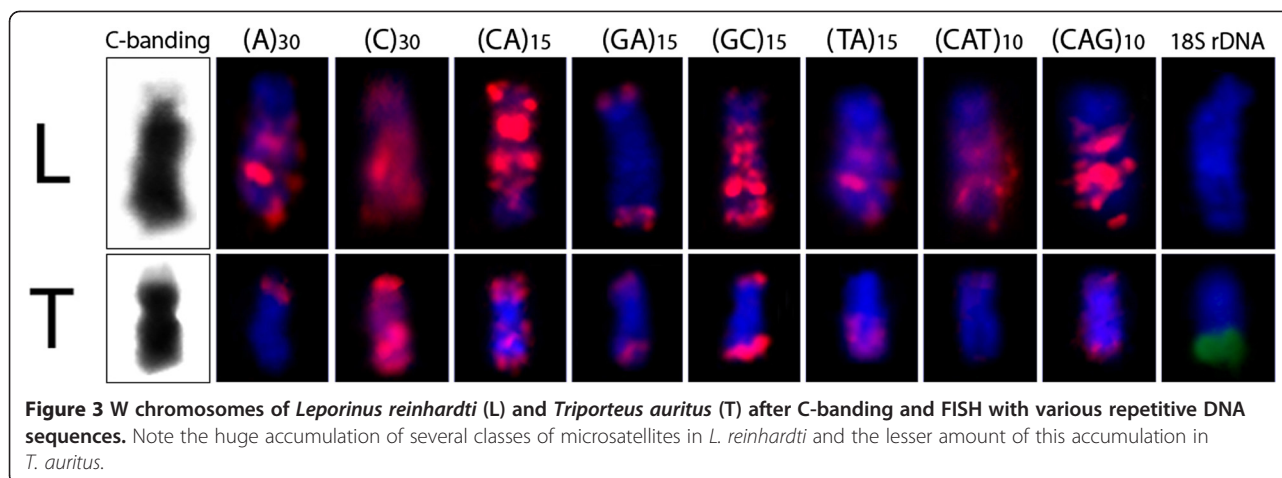 C-banding (A)30 (C)30 (CA)15 (GA)15 (GC)15 (TA)15 (CAT)10 (CAG)10 18S rDNA
L
T
Figure 3 W chromosomes of Leporinus reinhardti (L) and Triporteus auritus (T) after C-banding and FISH with various repetitive DNA
sequences. Note the huge accumulation of several classes of microsatellites in L. reinhardti and the lesser amount of this accumulation in
T. auritus.